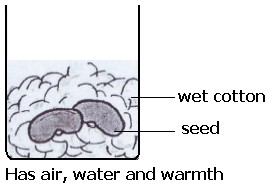 wet cotton
seed
Has air, water and warmth